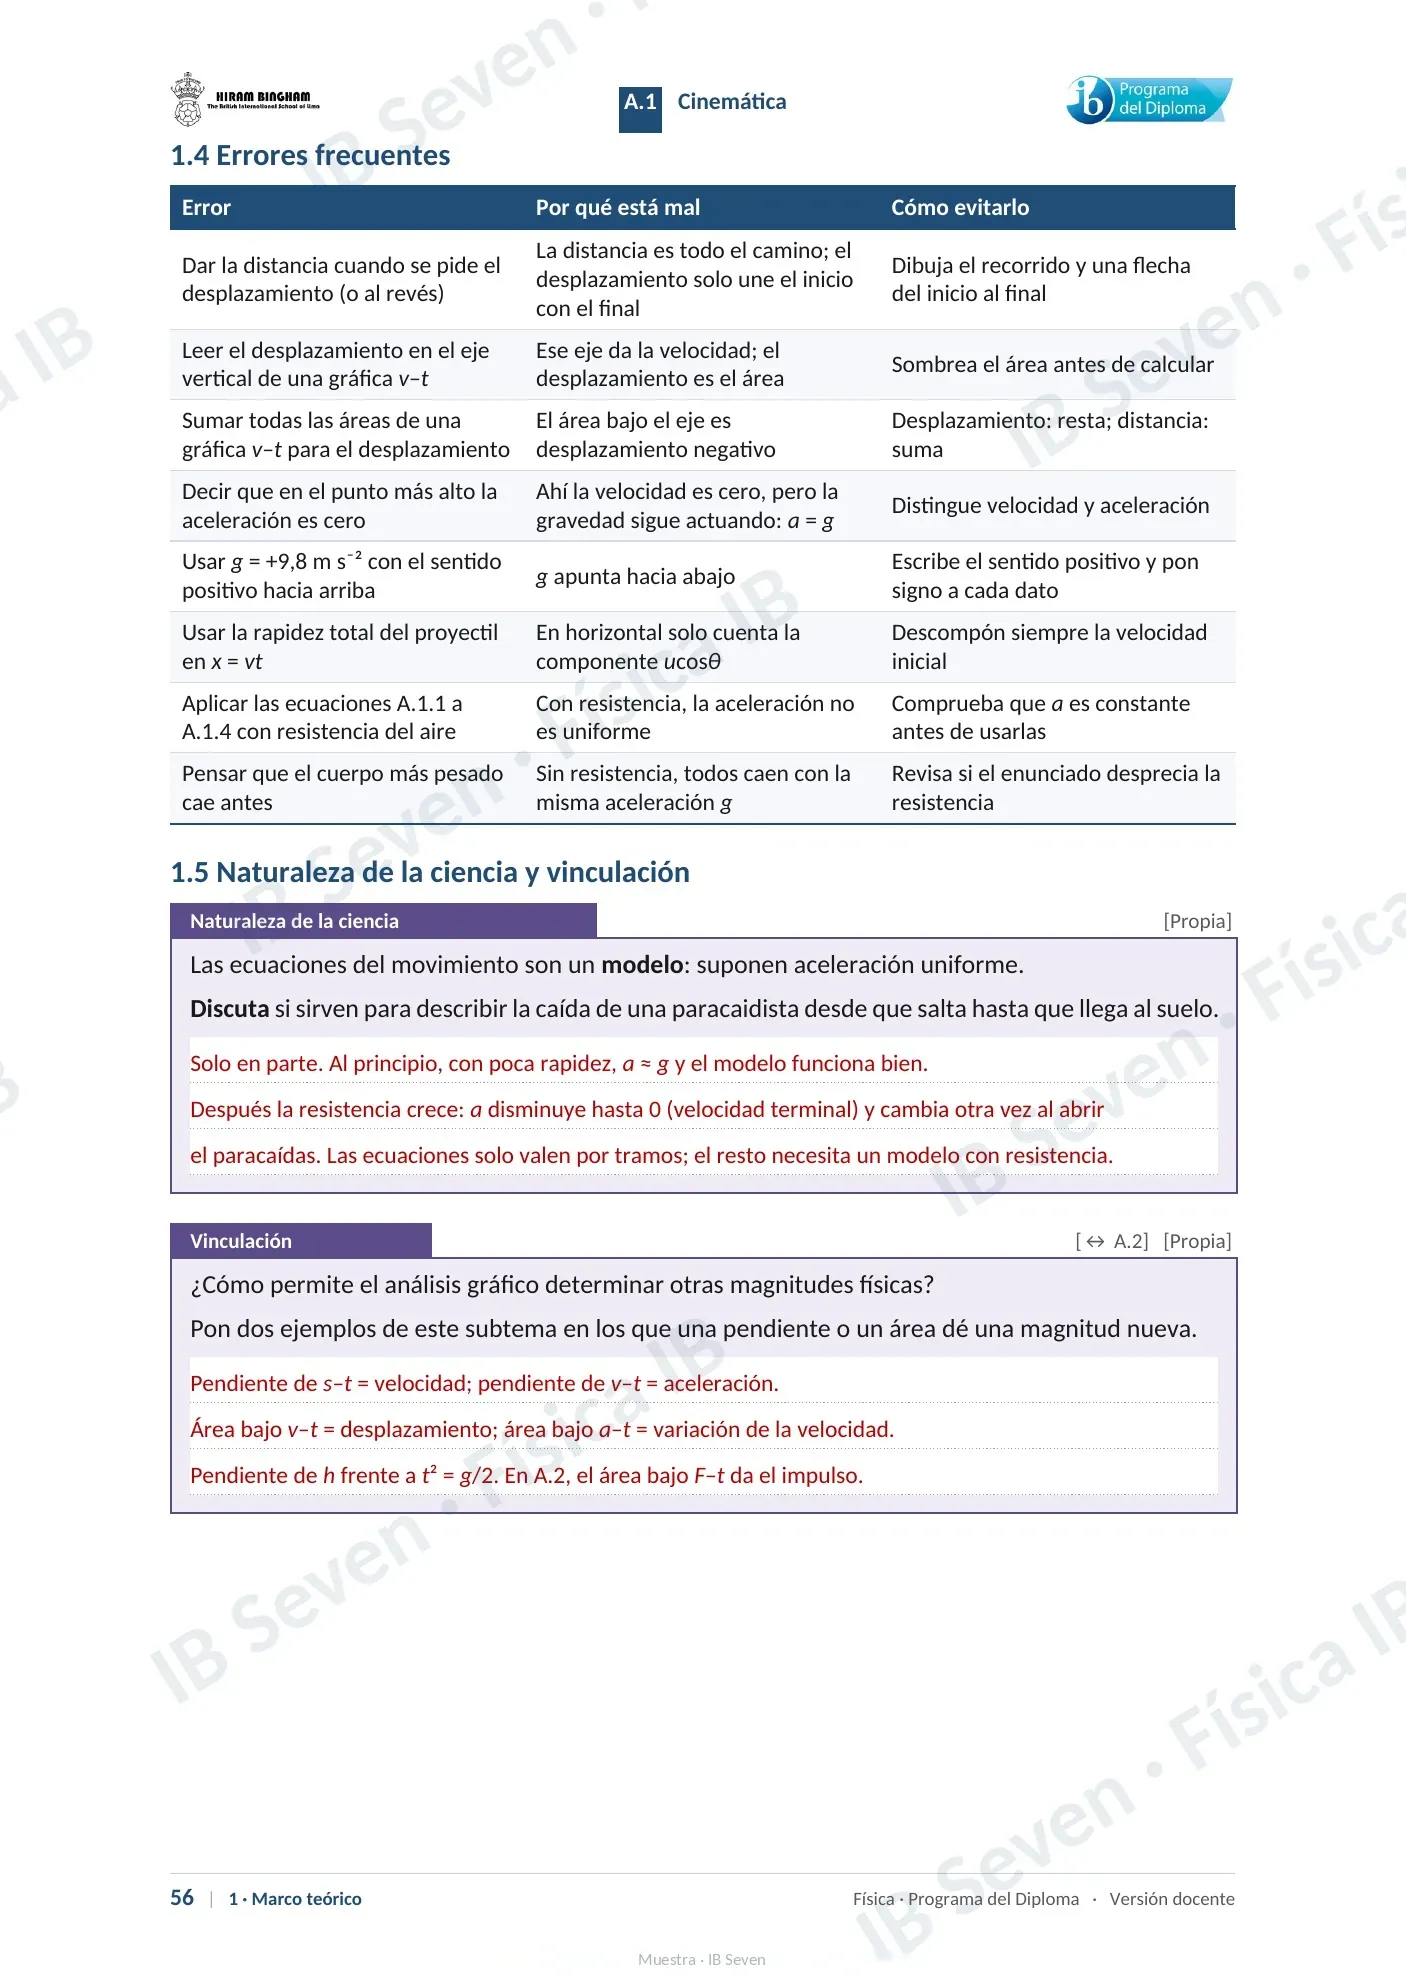 HIRAM BINGHAM
The British International School of Lima
A.1 Cinemática
ib Programa
del Diploma
1.4 Errores frecuentes
Error Por qué está mal Cómo evitarlo
Dar la distancia cuando se pide el
desplazamiento (o al revés)
La distancia es todo el camino; el
desplazamiento solo une el inicio
con el final
Dibuja el recorrido y una flecha
del inicio al final
Leer el desplazamiento en el eje
vertical de una gráfica v–t
Ese eje da la velocidad; el
desplazamiento es el área
Sombrea el área antes de calcular
Sumar todas las áreas de una
gráfica v–t para el desplazamiento
El área bajo el eje es
desplazamiento negativo
Desplazamiento: resta; distancia:
suma
Decir que en el punto más alto la
aceleración es cero
Ahí la velocidad es cero, pero la
gravedad sigue actuando: a = g
Distingue velocidad y aceleración
Usar g = +9,8 m s⁻² con el sentido
positivo hacia arriba
g apunta hacia abajo
Escribe el sentido positivo y pon
signo a cada dato
Usar la rapidez total del proyectil
en x = vt
En horizontal solo cuenta la
componente ucosθ
Descompón siempre la velocidad
inicial
Aplicar las ecuaciones A.1.1 a
A.1.4 con resistencia del aire
Con resistencia, la aceleración no
es uniforme
Comprueba que a es constante
antes de usarlas
Pensar que el cuerpo más pesado
cae antes
Sin resistencia, todos caen con la
misma aceleración g
Revisa si el enunciado desprecia la
resistencia
1.5 Naturaleza de la ciencia y vinculación
Naturaleza de la ciencia [Propia]
Las ecuaciones del movimiento son un modelo: suponen aceleración uniforme.
Discuta si sirven para describir la caída de una paracaidista desde que salta hasta que llega al suelo.
Solo en parte. Al principio, con poca rapidez, a ≈ g y el modelo funciona bien.
Después la resistencia crece: a disminuye hasta 0 (velocidad terminal) y cambia otra vez al abrir
el paracaídas. Las ecuaciones solo valen por tramos; el resto necesita un modelo con resistencia.
Vinculación [↔ A.2] [Propia]
¿Cómo permite el análisis gráfico determinar otras magnitudes físicas?
Pon dos ejemplos de este subtema en los que una pendiente o un área dé una magnitud nueva.
Pendiente de s–t = velocidad; pendiente de v–t = aceleración.
Área bajo v–t = desplazamiento; área bajo a–t = variación de la velocidad.
Pendiente de h frente a t² = g/2. En A.2, el área bajo F–t da el impulso.
56 | 1 · Marco teórico Física · Programa del Diploma · Versión docente
Muestra · IB Seven
IB Seven · Física IB